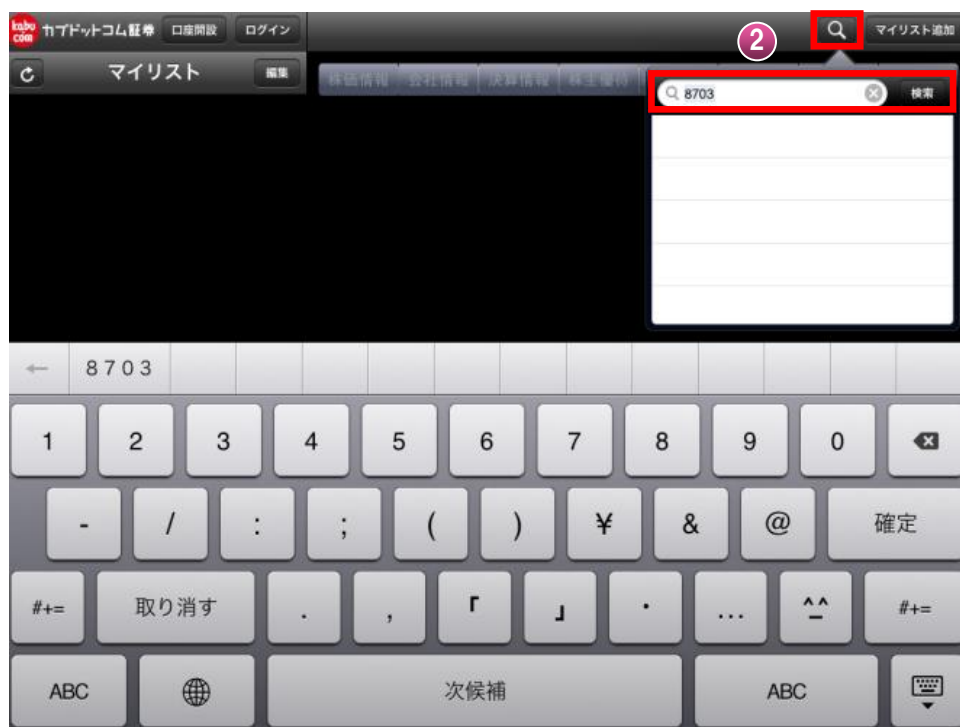 kabu
com カブドットコム証券 口座開設 ログイン マイリスト追加
2
マイリスト 編集 株価情報 会社情報 決算情報 株主優待
8703 検索
← 8703
1 2 3 4 5 6 7 8 9 0
- / : ; ( ) ¥ & @ 確定
#+= 取り消す . , 「 」 ・ ... ^_^ #+=
ABC 次候補 ABC